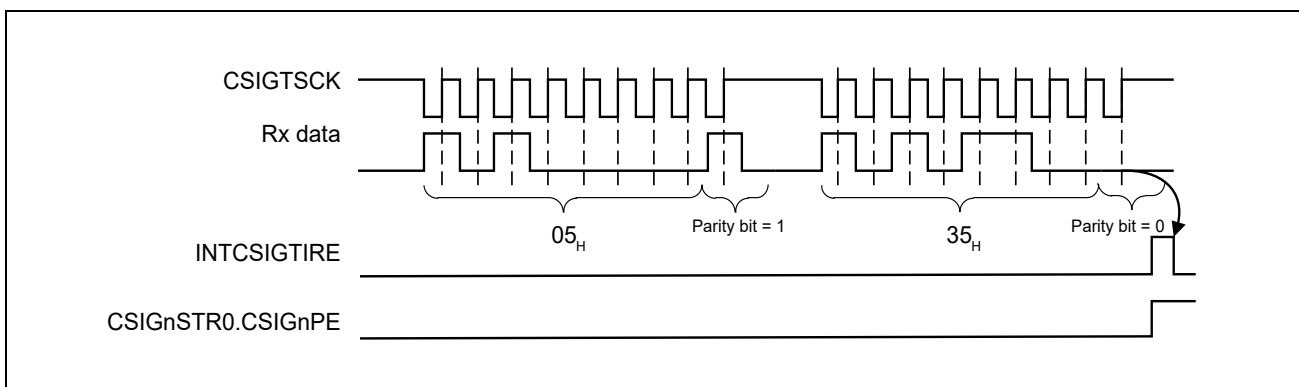 CSIGTSCK
Rx data
05H
Parity bit = 1
35H
Parity bit = 0
INTCSIGTIRE
CSIGnSTR0.CSIGnPE